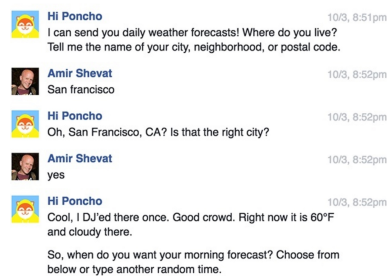 Hi Poncho 10/3, 8:51pm
I can send you daily weather forecasts! Where do you live?
Tell me the name of your city, neighborhood, or postal code.
Amir Shevat 10/3, 8:52pm
San francisco
Hi Poncho 10/3, 8:52pm
Oh, San Francisco, CA? Is that the right city?
Amir Shevat 10/3, 8:52pm
yes
Hi Poncho 10/3, 8:52pm
Cool, I DJ'ed there once. Good crowd. Right now it is 60°F
and cloudy there.
So, when do you want your morning forecast? Choose from
below or type another random time.